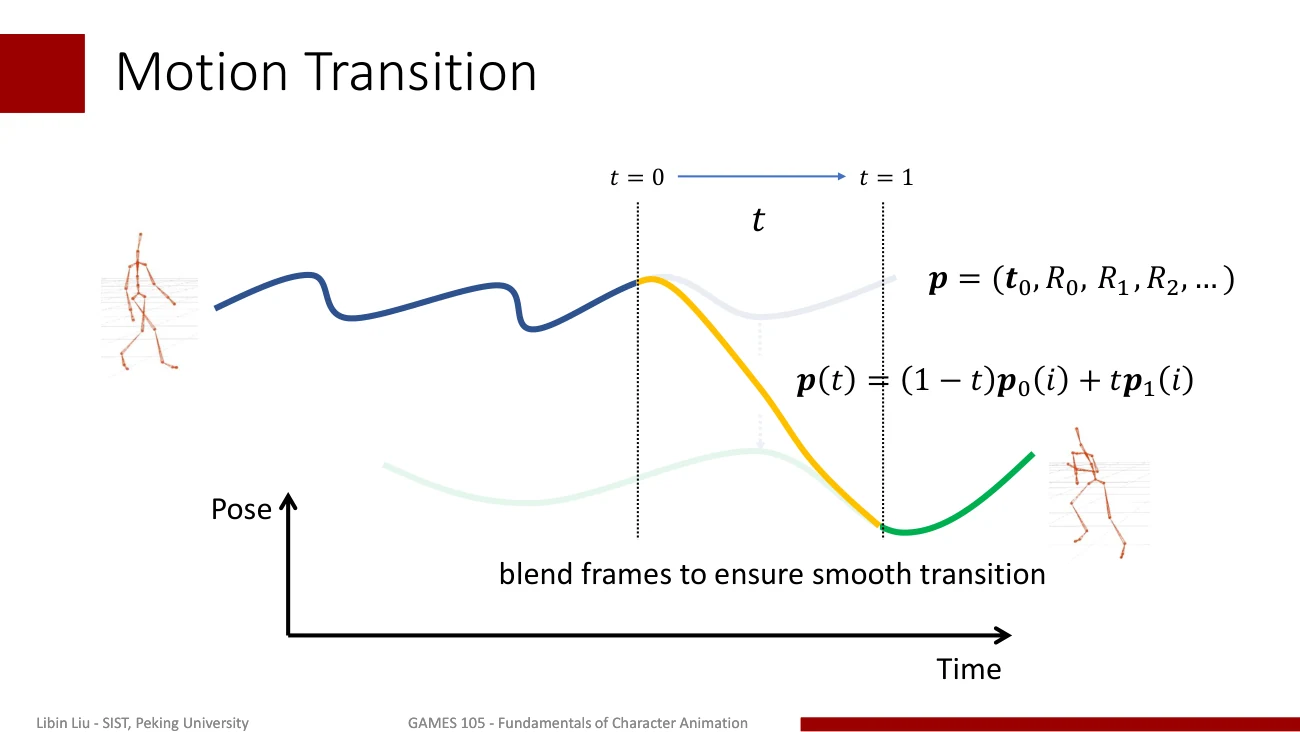 Motion Transition
t = 0
t = 1
t
p = (t₀, R₀, R₁, R₂, … )
p(t) = (1 − t)p₀(i) + tp₁(i)
Pose
blend frames to ensure smooth transition
Time
Libin Liu - SIST, Peking University
GAMES 105 - Fundamentals of Character Animation